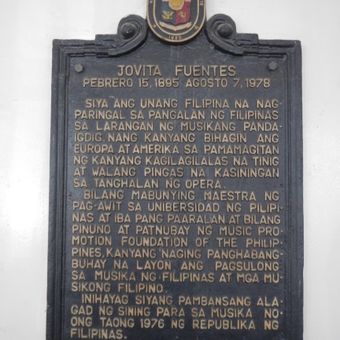 JOVITA FUENTES
PEBRERO 15, 1895 AGOSTO 7, 1978
SIYA ANG UNANG FILIPINA NA NAG-
PARINGAL SA PANGALAN NG FILIPINAS
SA LARANGAN NG MUSIKANG PANDA-
IGDIG. NANG KANYANG BIHAGIN ANG
EUROPA AT AMERIKA SA PAMAMAGITAN
NG KANYANG KAGILAGILALAS NA TINIG
AT WALANG PINGAS NA KASININGAN
SA TANGHALAN NG OPERA.
BILANG MABUNYING MAESTRA NG
PAG-AWIT SA UNIBERSIDAD NG PILIPI-
NAS AT IBA PANG PAARALAN AT BILANG
PINUNO AT PATNUBAY NG MUSIC PRO-
MOTION FOUNDATION OF THE PHILIP-
PINES, KANYANG NAGING PANGHABANG-
BUHAY NA LAYON ANG PAGSULONG
SA MUSIKA NG FILIPINAS AT MGA MU-
SIKONG FILIPINO.
INIHAYAG SIYANG PAMBANSANG ALA-
GAD NG SINING PARA SA MUSIKA NO-
ONG TAONG 1976 NG REPUBLIKA NG
FILIPINAS.